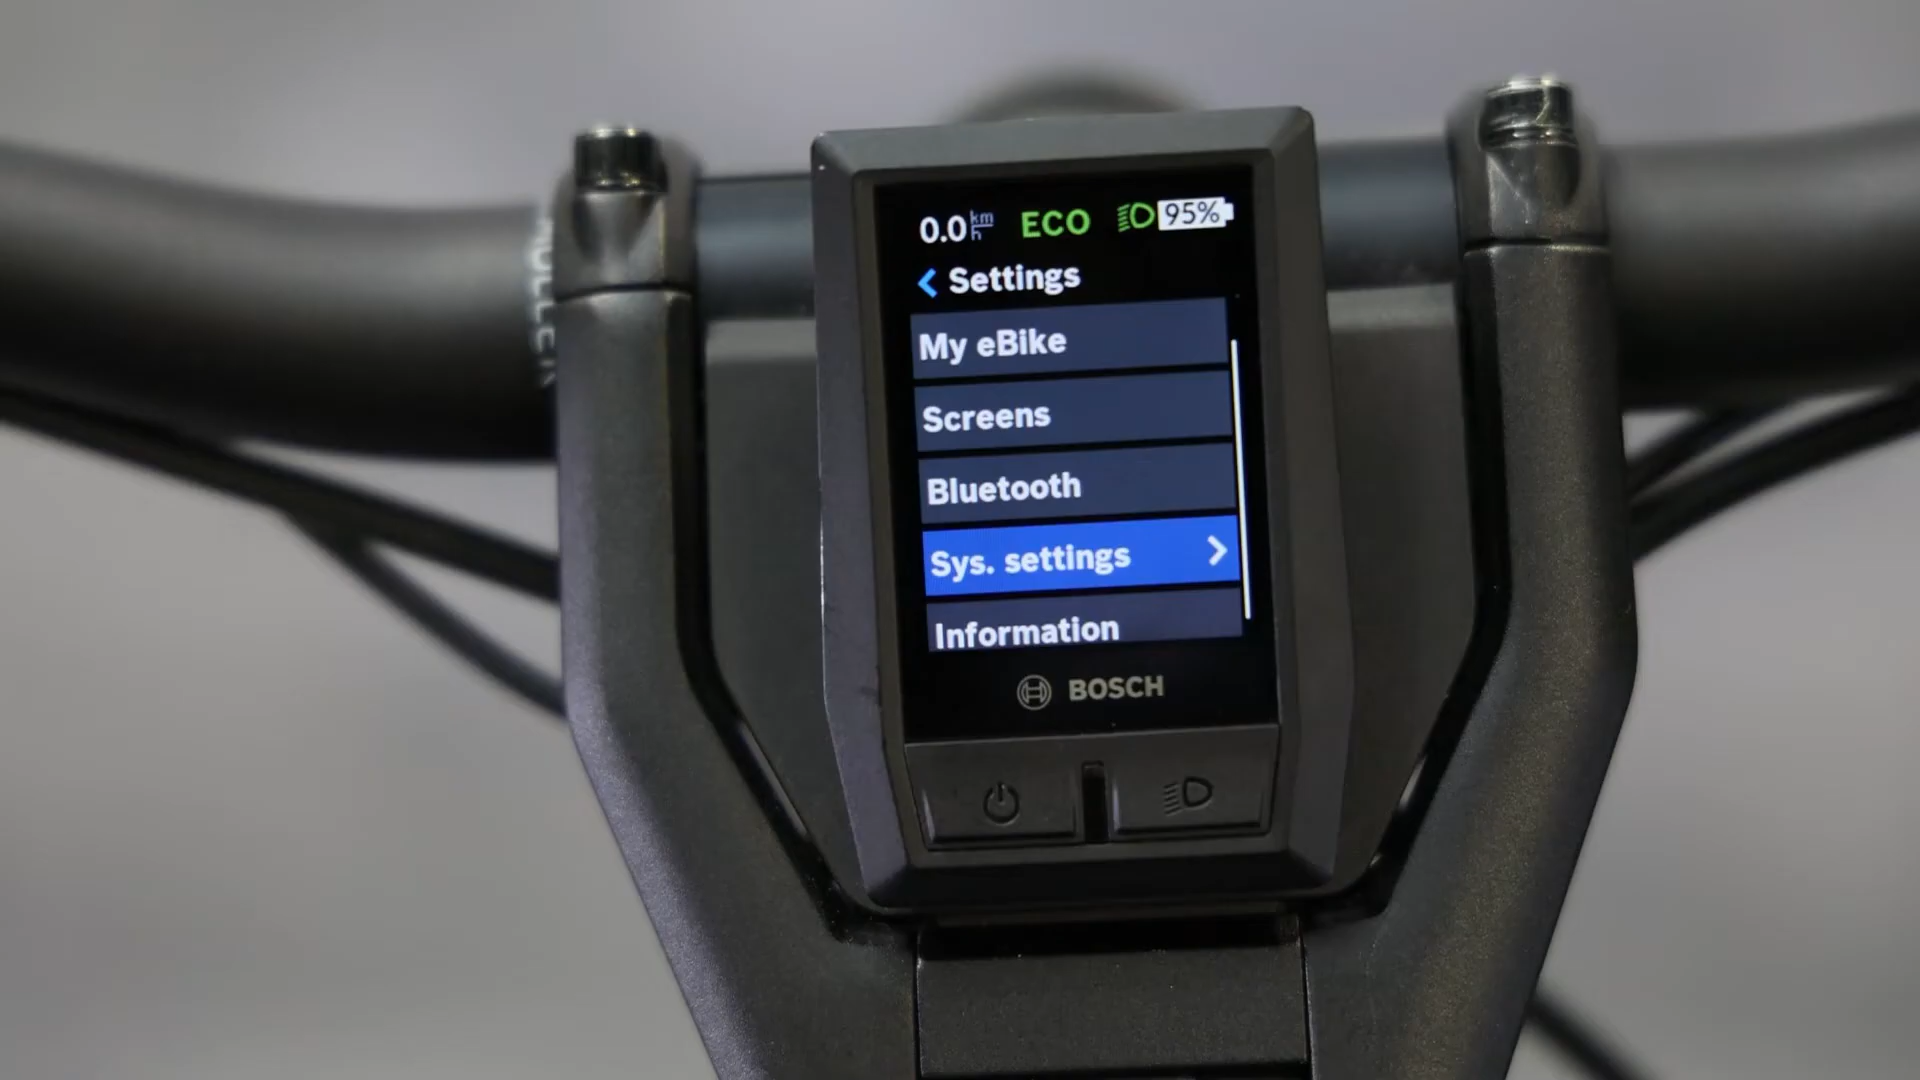 0.0 km/h ECO 95%
Settings
My eBike
Screens
Bluetooth
Sys. settings
Information
BOSCH